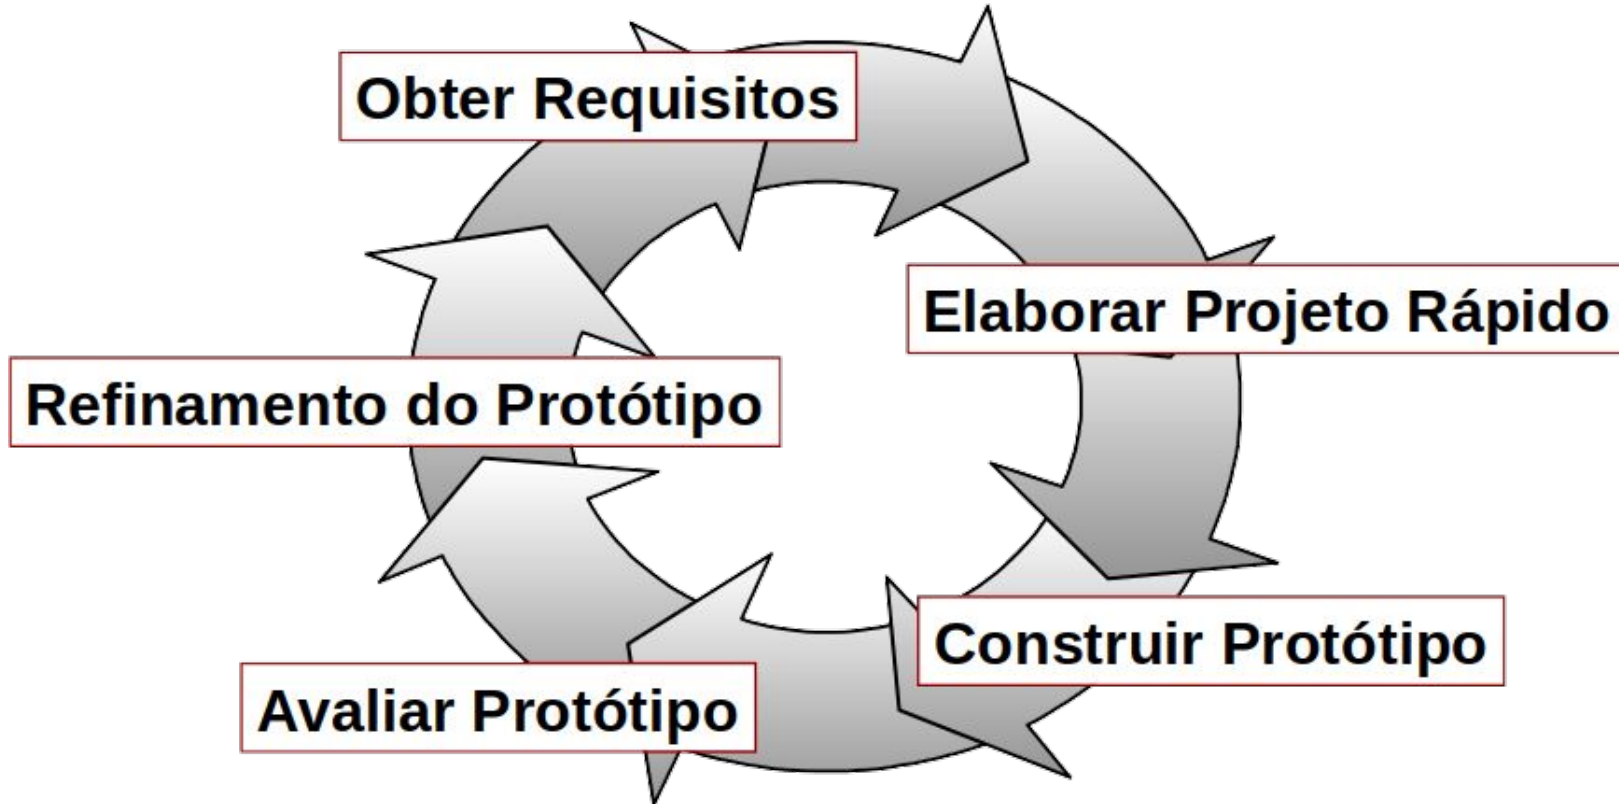 Obter Requisitos
Elaborar Projeto Rápido
Refinamento do Protótipo
Construir Protótipo
Avaliar Protótipo